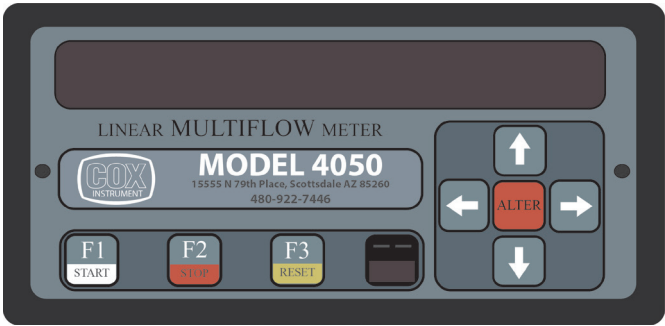 LINEAR MULTIFLOW METER
COX
INSTRUMENT
MODEL 4050
15555 N 79th Place, Scottsdale AZ 85260
480-922-7446
ALTER
F1
START
F2
STOP
F3
RESET